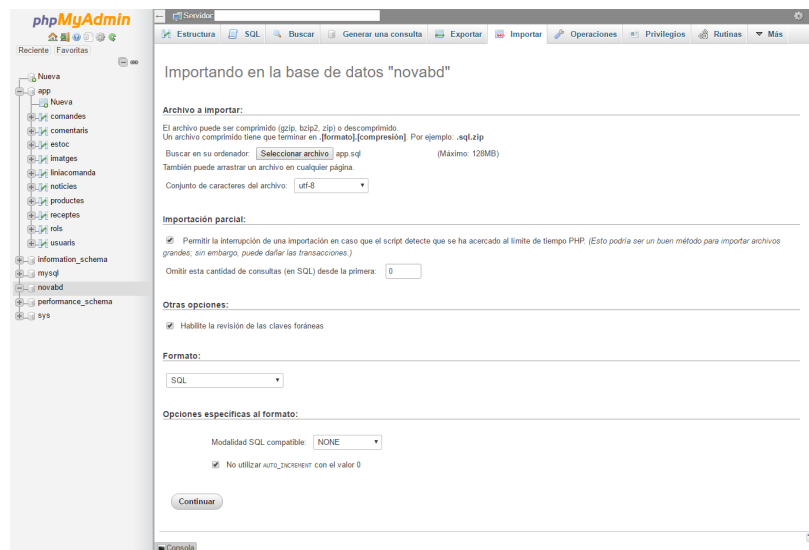 phpMyAdmin
Reciente Favoritas
Nueva
app
Nueva
comandes
comentaris
estoc
imatges
liniacomanda
noticies
productes
receptes
rols
usuaris
information_schema
mysql
novabd
performance_schema
sys
Servidor:
Estructura SQL Buscar Generar una consulta Exportar Importar Operaciones Privilegios Rutinas Más
Importando en la base de datos "novabd"
Archivo a importar:
El archivo puede ser comprimido (gzip, bzip2, zip) o descomprimido.
Un archivo comprimido tiene que terminar en .[formato].[compresión]. Por ejemplo: .sql.zip
Buscar en su ordenador: Seleccionar archivo app.sql (Máximo: 128MB)
También puede arrastrar un archivo en cualquier página.
Conjunto de caracteres del archivo: utf-8
Importación parcial:
Permitir la interrupción de una importación en caso que el script detecte que se ha acercado al límite de tiempo PHP. (Esto podría ser un buen método para importar archivos
grandes; sin embargo, puede dañar las transacciones.)
Omitir esta cantidad de consultas (en SQL) desde la primera: 0
Otras opciones:
Habilite la revisión de las claves foráneas
Formato:
SQL
Opciones específicas al formato:
Modalidad SQL compatible: NONE
No utilizar AUTO_INCREMENT con el valor 0
Continuar
Consola